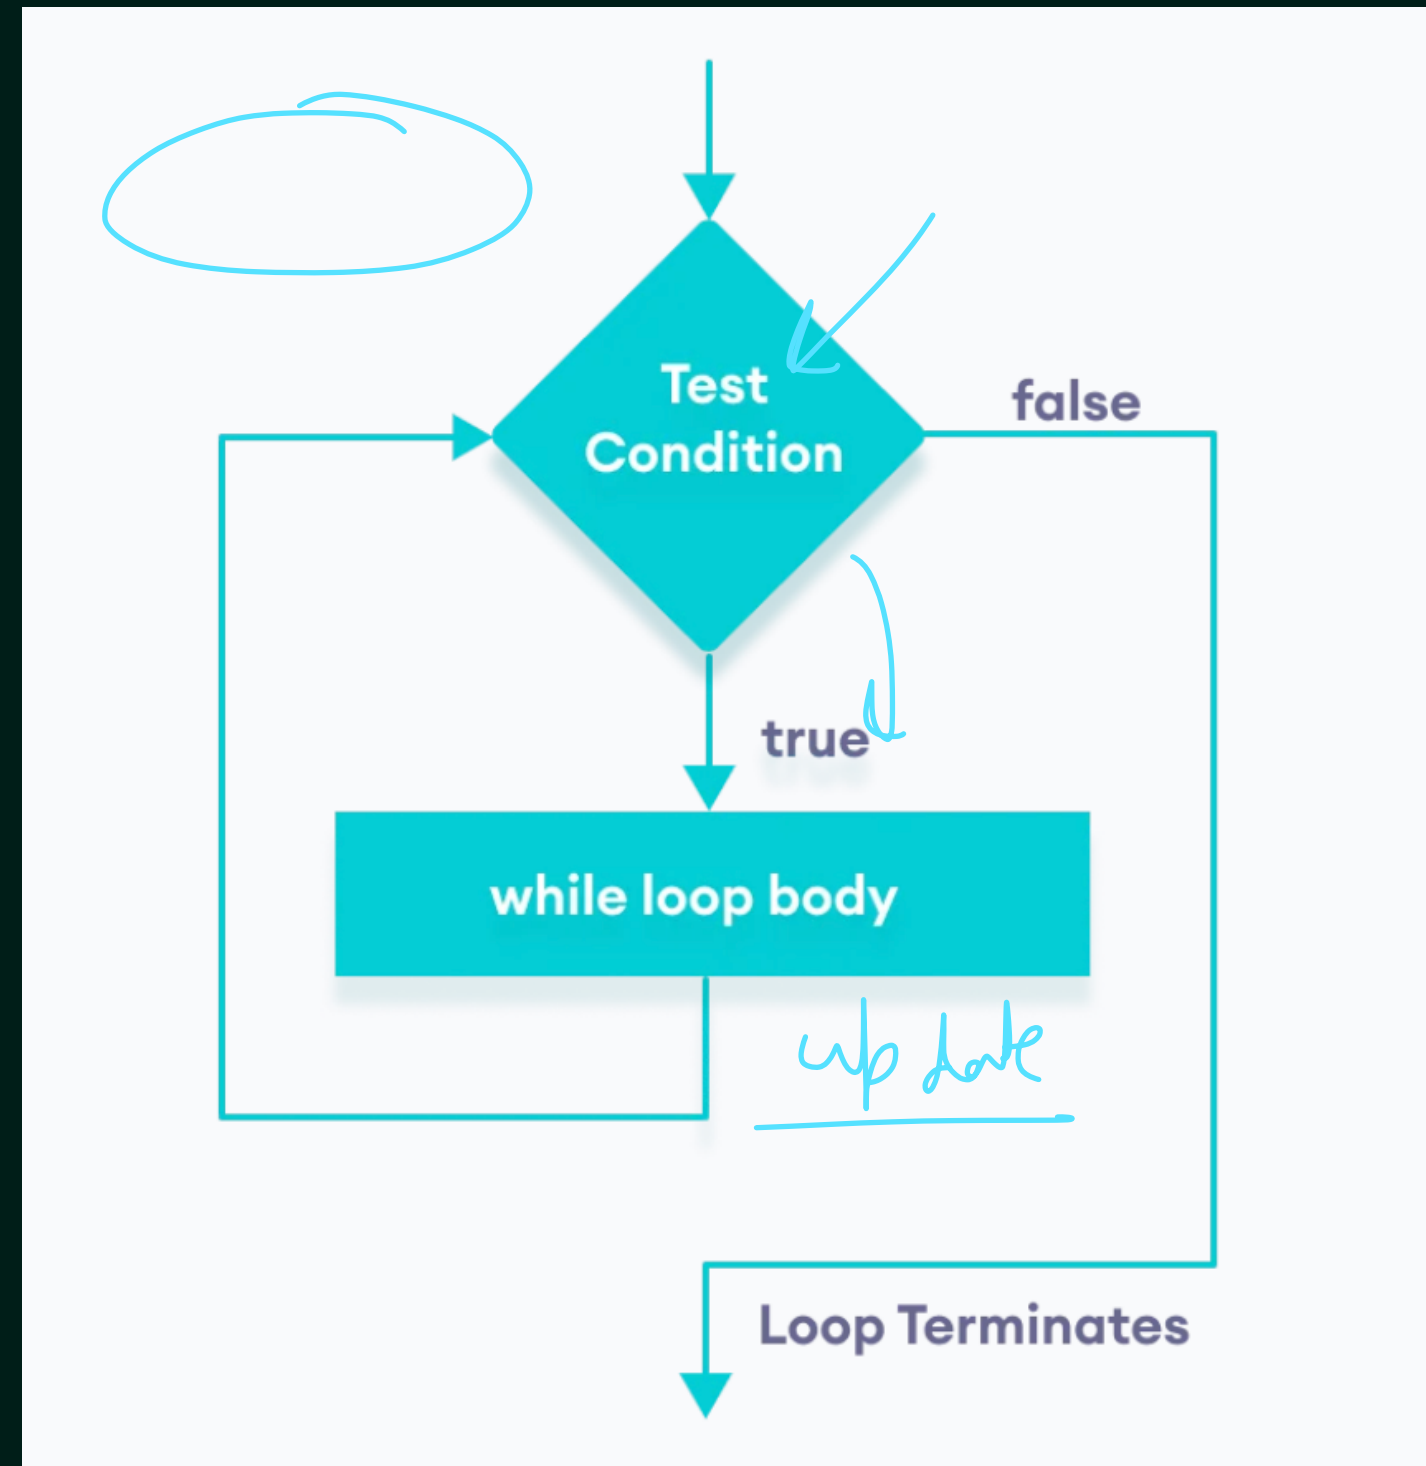 Test
Condition
false
true
while loop body
update
Loop Terminates